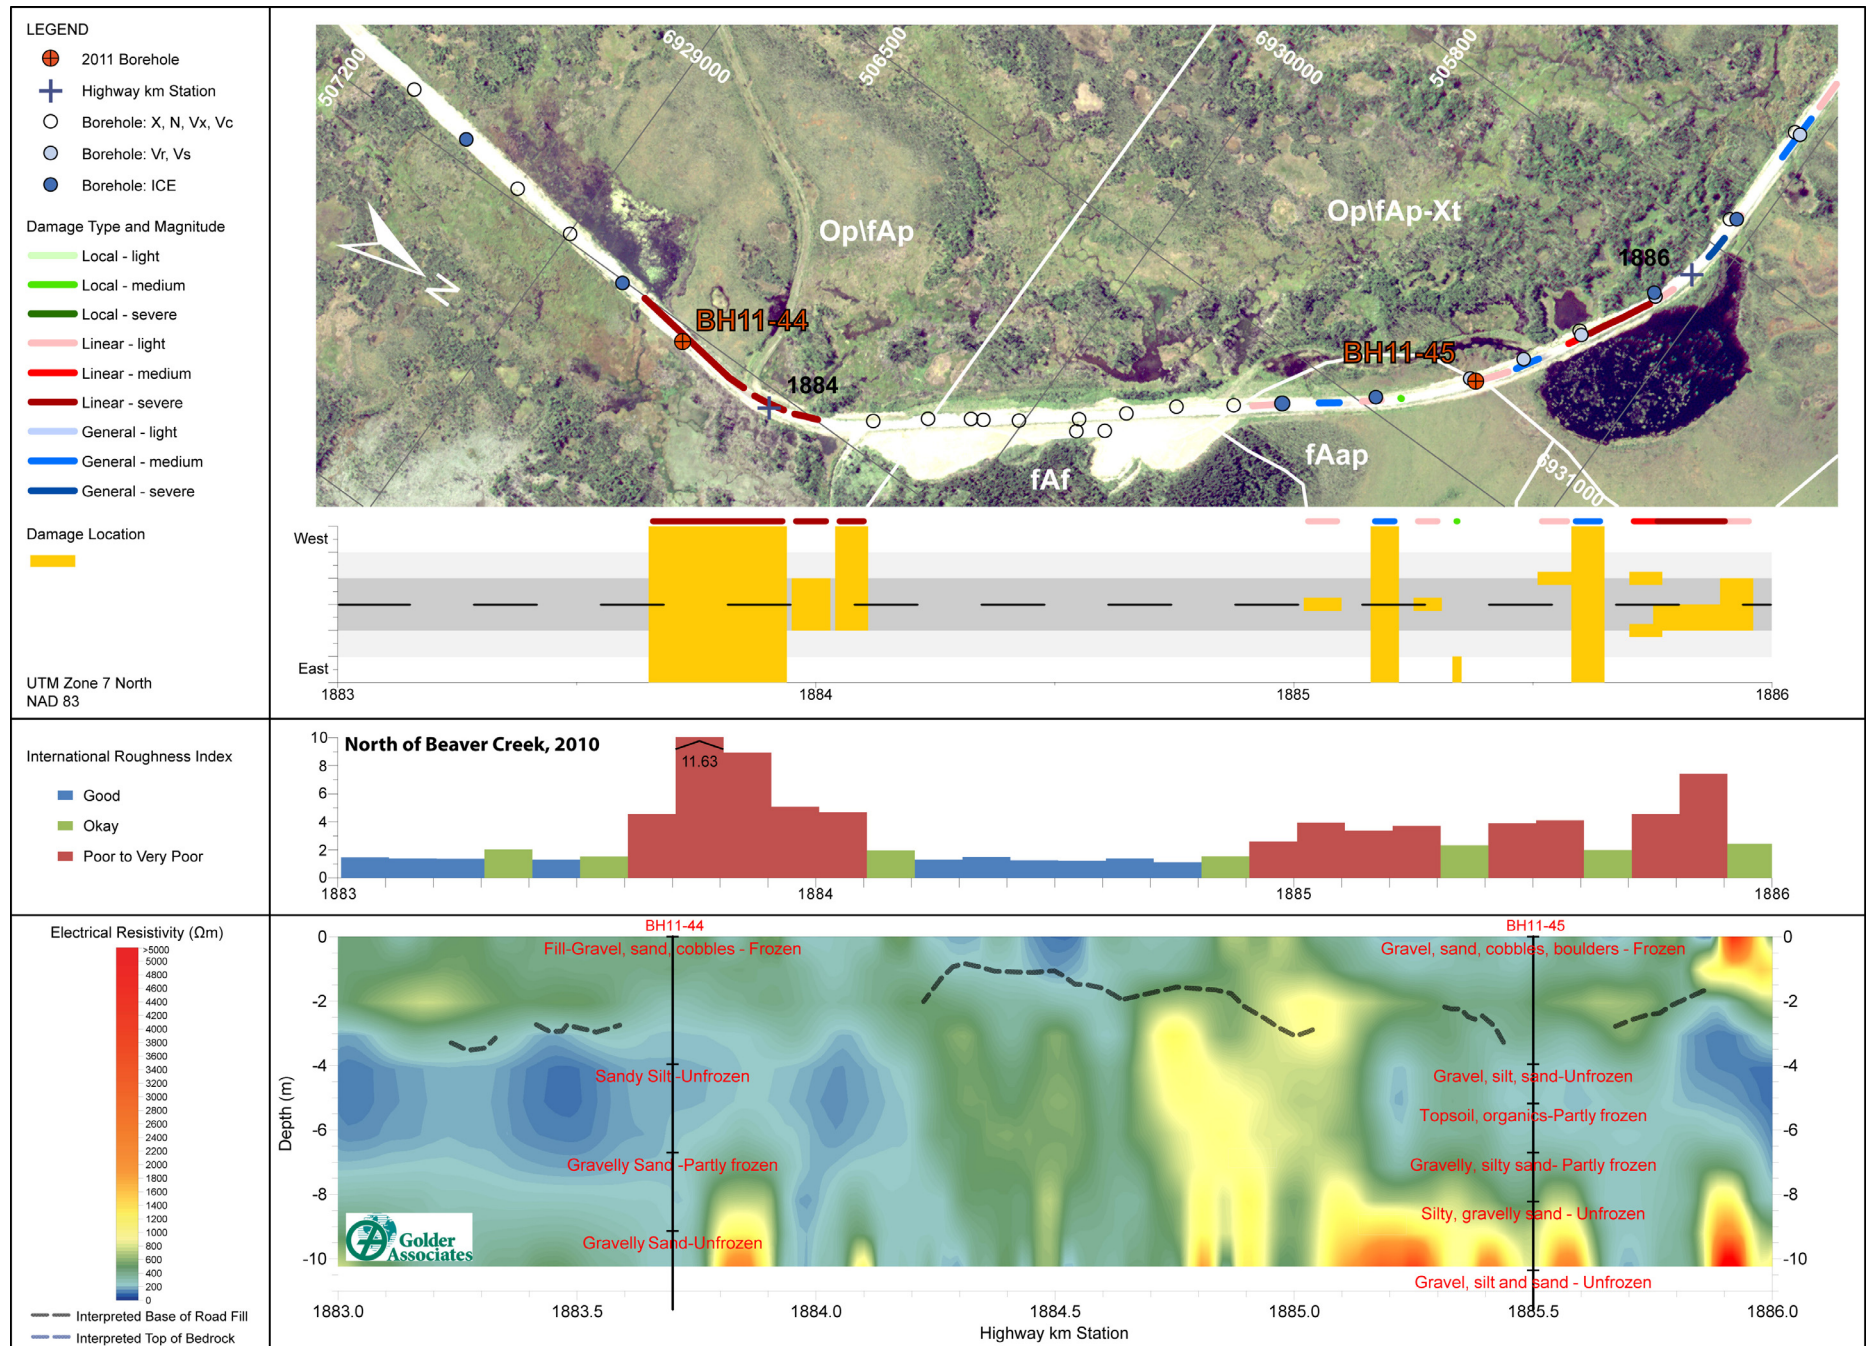 LEGEND
2011 Borehole
Highway km Station
Borehole: X, N, Vx, Vc
Borehole: Vr, Vs
Borehole: ICE
Damage Type and Magnitude
Local - light
Local - medium
Local - severe
Linear - light
Linear - medium
Linear - severe
General - light
General - medium
General - severe
Damage Location
UTM Zone 7 North
NAD 83
507200
6929000
506500
6930000
505800
6931000
N
Op\fAp
Op\fAp-Xt
fAf
fAap
BH11-44
1884
BH11-45
1886
West
East
1883
1884
1885
1886
International Roughness Index
Good
Okay
Poor to Very Poor
North of Beaver Creek, 2010
10
8
6
4
2
0
11.63
1883
1884
1885
1886
Electrical Resistivity (Ωm)
>5000
5000
4800
4600
4400
4200
4000
3800
3600
3400
3200
3000
2800
2600
2400
2200
2000
1800
1600
1400
1200
1000
800
600
400
200
0
Interpreted Base of Road Fill
Interpreted Top of Bedrock
Depth (m)
0
-2
-4
-6
-8
-10
BH11-44
Fill-Gravel, sand, cobbles - Frozen
Sandy Silt -Unfrozen
Gravelly Sand -Partly frozen
Gravelly Sand-Unfrozen
Golder
Associates
BH11-45
Gravel, sand, cobbles, boulders - Frozen
Gravel, silt, sand-Unfrozen
Topsoil, organics-Partly frozen
Gravelly, silty sand- Partly frozen
Silty, gravelly sand - Unfrozen
Gravel, silt and sand - Unfrozen
0
-2
-4
-6
-8
-10
1883.0
1883.5
1884.0
1884.5
1885.0
1885.5
1886.0
Highway km Station